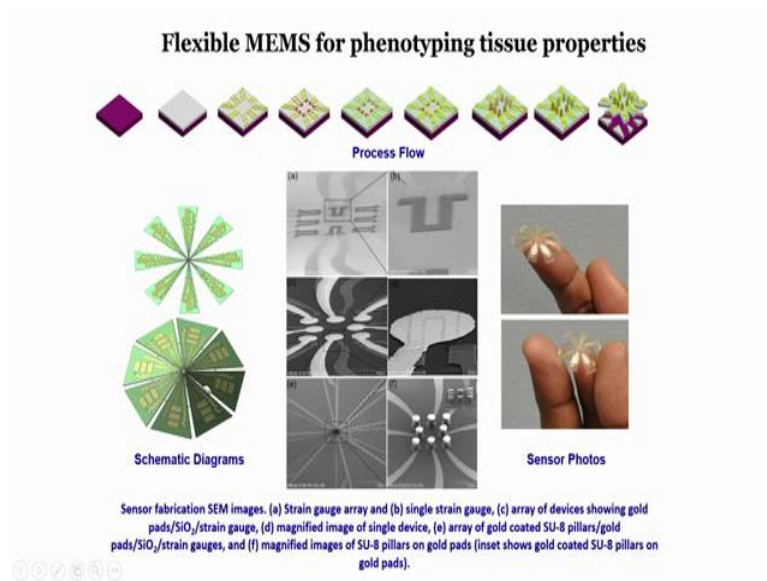 Flexible MEMS for phenotyping tissue properties
Process Flow
(a)
(b)
(d)
(e)
(f)
Schematic Diagrams
Sensor Photos
Sensor fabrication SEM images. (a) Strain gauge array and (b) single strain gauge, (c) array of devices showing gold
pads/SiO₂/strain gauge, (d) magnified image of single device, (e) array of gold coated SU-8 pillars/gold
pads/SiO₂/strain gauges, and (f) magnified images of SU-8 pillars on gold pads (inset shows gold coated SU-8 pillars on
gold pads).